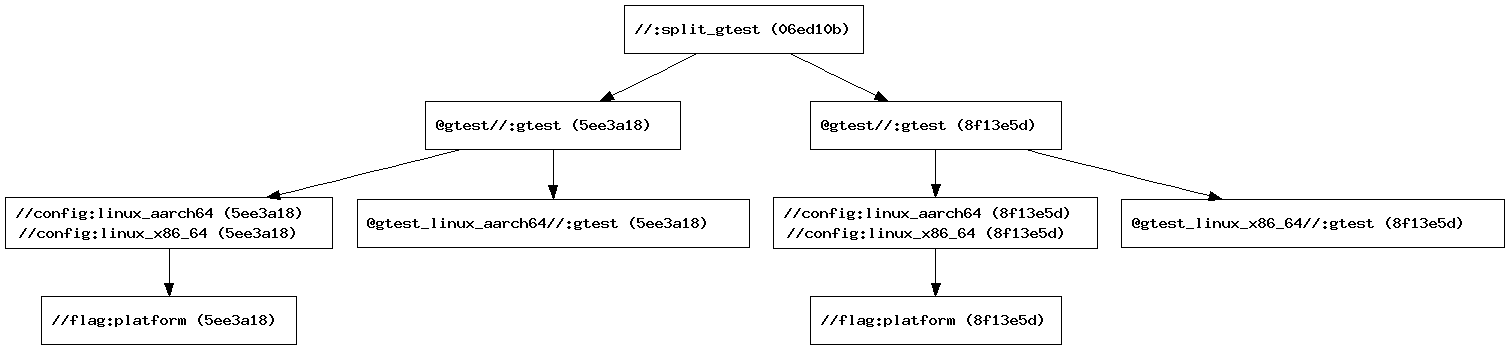 //:split_gtest (06ed10b)
@gtest//:gtest (5ee3a18)
@gtest//:gtest (8f13e5d)
//config:linux_aarch64 (5ee3a18)
//config:linux_x86_64 (5ee3a18)
@gtest_linux_aarch64//:gtest (5ee3a18)
//config:linux_aarch64 (8f13e5d)
//config:linux_x86_64 (8f13e5d)
@gtest_linux_x86_64//:gtest (8f13e5d)
//flag:platform (5ee3a18)
//flag:platform (8f13e5d)